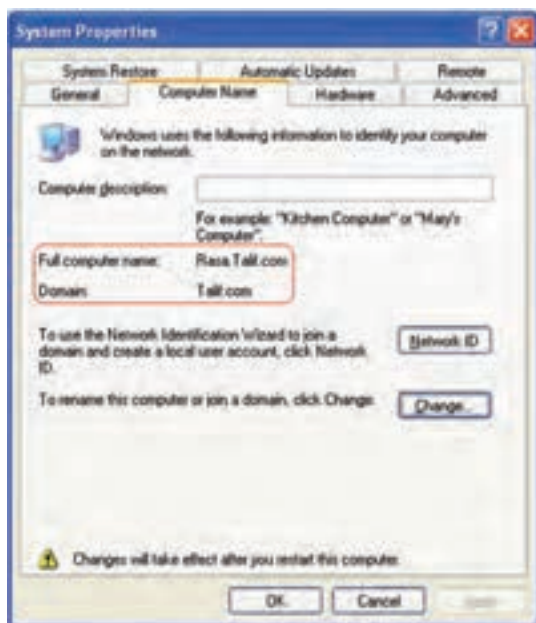 System Properties
System Restore Automatic Updates Remote
General Computer Name Hardware Advanced
Windows uses the following information to identify your computer
on the network.
Computer description:
For example: "Kitchen Computer" or "Mary's
Computer".
Full computer name: Rasa.Talif.com
Domain: Talif.com
To use the Network Identification Wizard to join a
domain and create a local user account, click Network
ID.
Network ID
To rename this computer or join a domain, click Change.
Change...
Changes will take effect after you restart this computer.
OK Cancel